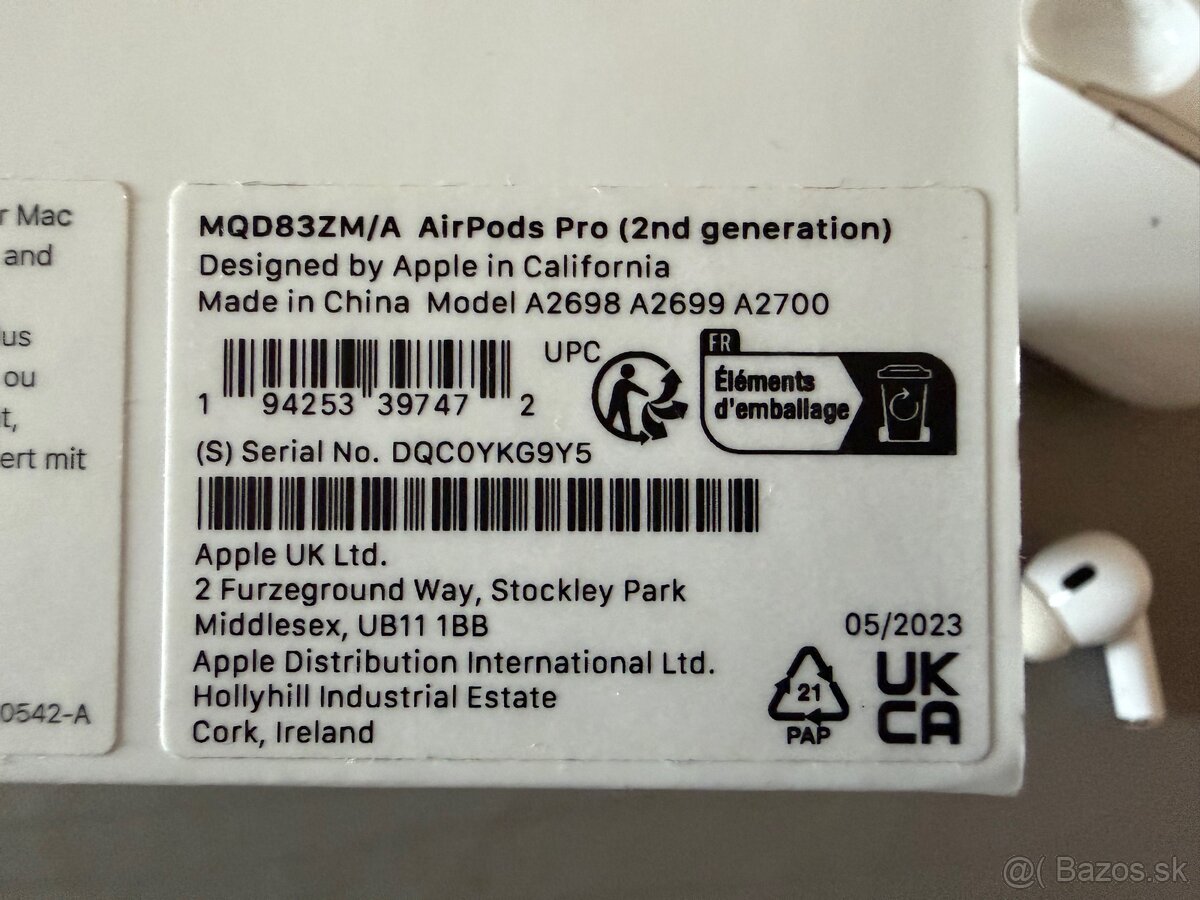 r Mac
and
us
ou
t,
ert mit
0542-A
MQD83ZM/A AirPods Pro (2nd generation)
Designed by Apple in California
Made in China Model A2698 A2699 A2700
UPC
1 94253 39747 2
FR
Éléments
d'emballage
(S) Serial No. DQC0YKG9Y5
Apple UK Ltd.
2 Furzeground Way, Stockley Park
Middlesex, UB11 1BB
05/2023
Apple Distribution International Ltd.
Hollyhill Industrial Estate
Cork, Ireland
21
PAP
UK
CA
@( Bazos.sk